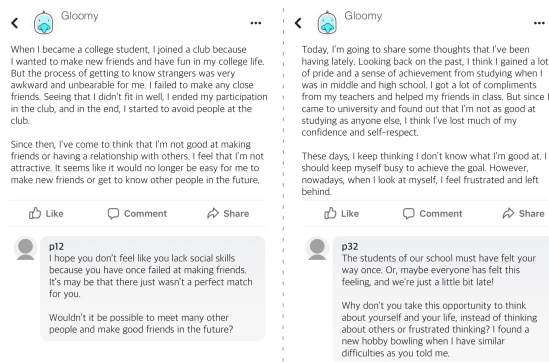 Gloomy
When I became a college student, I joined a club because
I wanted to make new friends and have fun in my college life.
But the process of getting to know strangers was very
awkward and unbearable for me. I failed to make any close
friends. Seeing that I didn't fit in well, I ended my participation
in the club, and in the end, I started to avoid people at the
club.
Since then, I've come to think that I'm not good at making
friends or having a relationship with others. I feel that I'm not
attractive. It seems like it would no longer be easy for me to
make new friends or get to know other people in the future.
Like Comment Share
p12
I hope you don't feel like you lack social skills
because you have once failed at making friends.
It's may be that there just wasn't a perfect match
for you.
Wouldn't it be possible to meet many other
people and make good friends in the future?
Gloomy
Today, I'm going to share some thoughts that I've been
having lately. Looking back on the past, I think I gained a lot
of pride and a sense of achievement from studying when I
was in middle and high school. I got a lot of compliments
from my teachers and helped my friends in class. But since I
came to university and found out that I'm not as good at
studying as anyone else, I think I've lost much of my
confidence and self-respect.
These days, I keep thinking I don't know what I'm good at. I
should keep myself busy to achieve the goal. However,
nowadays, when I look at myself, I feel frustrated and left
behind.
Like Comment Share
p32
The students of our school must have felt your
way once. Or, maybe everyone has felt this
feeling, and we're just a little bit late!
Why don't you take this opportunity to think
about yourself and your life, instead of thinking
about others or frustrated thinking? I found a
new hobby bowling when I have similar
difficulties as you told me.